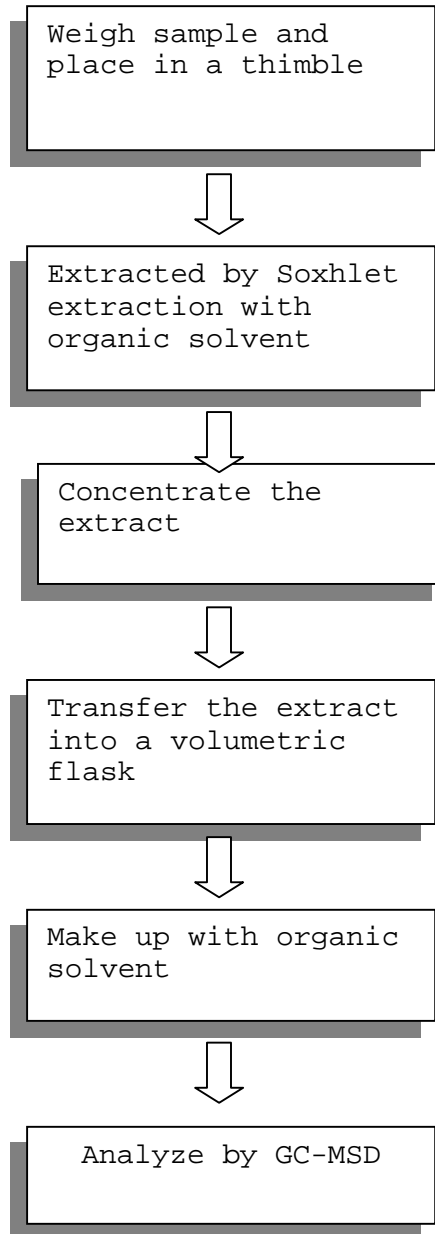 Weigh sample and
place in a thimble
Extracted by Soxhlet
extraction with
organic solvent
Concentrate the
extract
Transfer the extract
into a volumetric
flask
Make up with organic
solvent
Analyze by GC-MSD